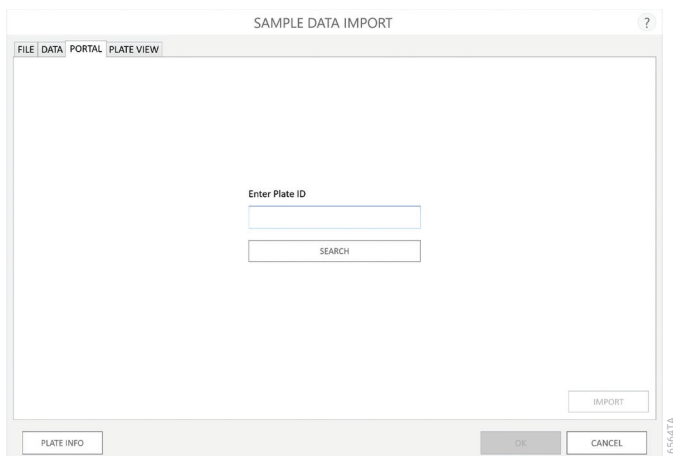 SAMPLE DATA IMPORT ?
FILE DATA PORTAL PLATE VIEW
Enter Plate ID
SEARCH
IMPORT
PLATE INFO OK CANCEL
6564TA